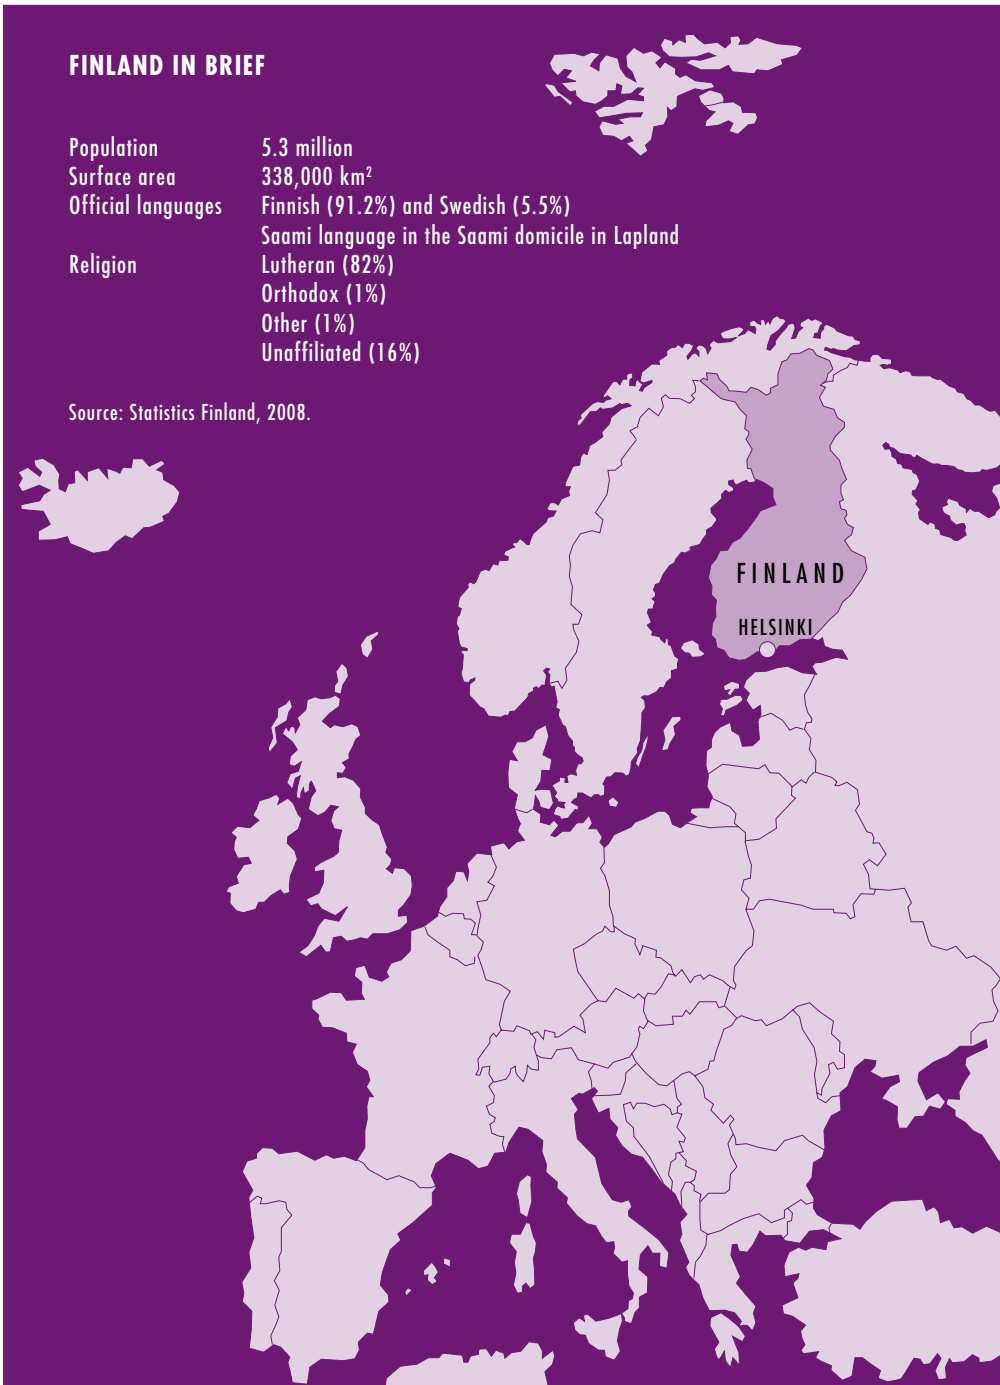 FINLAND IN BRIEF
Population 5.3 million
Surface area 338,000 km²
Official languages Finnish (91.2%) and Swedish (5.5%)
Saami language in the Saami domicile in Lapland
Religion Lutheran (82%)
Orthodox (1%)
Other (1%)
Unaffiliated (16%)
Source: Statistics Finland, 2008.
FINLAND
HELSINKI